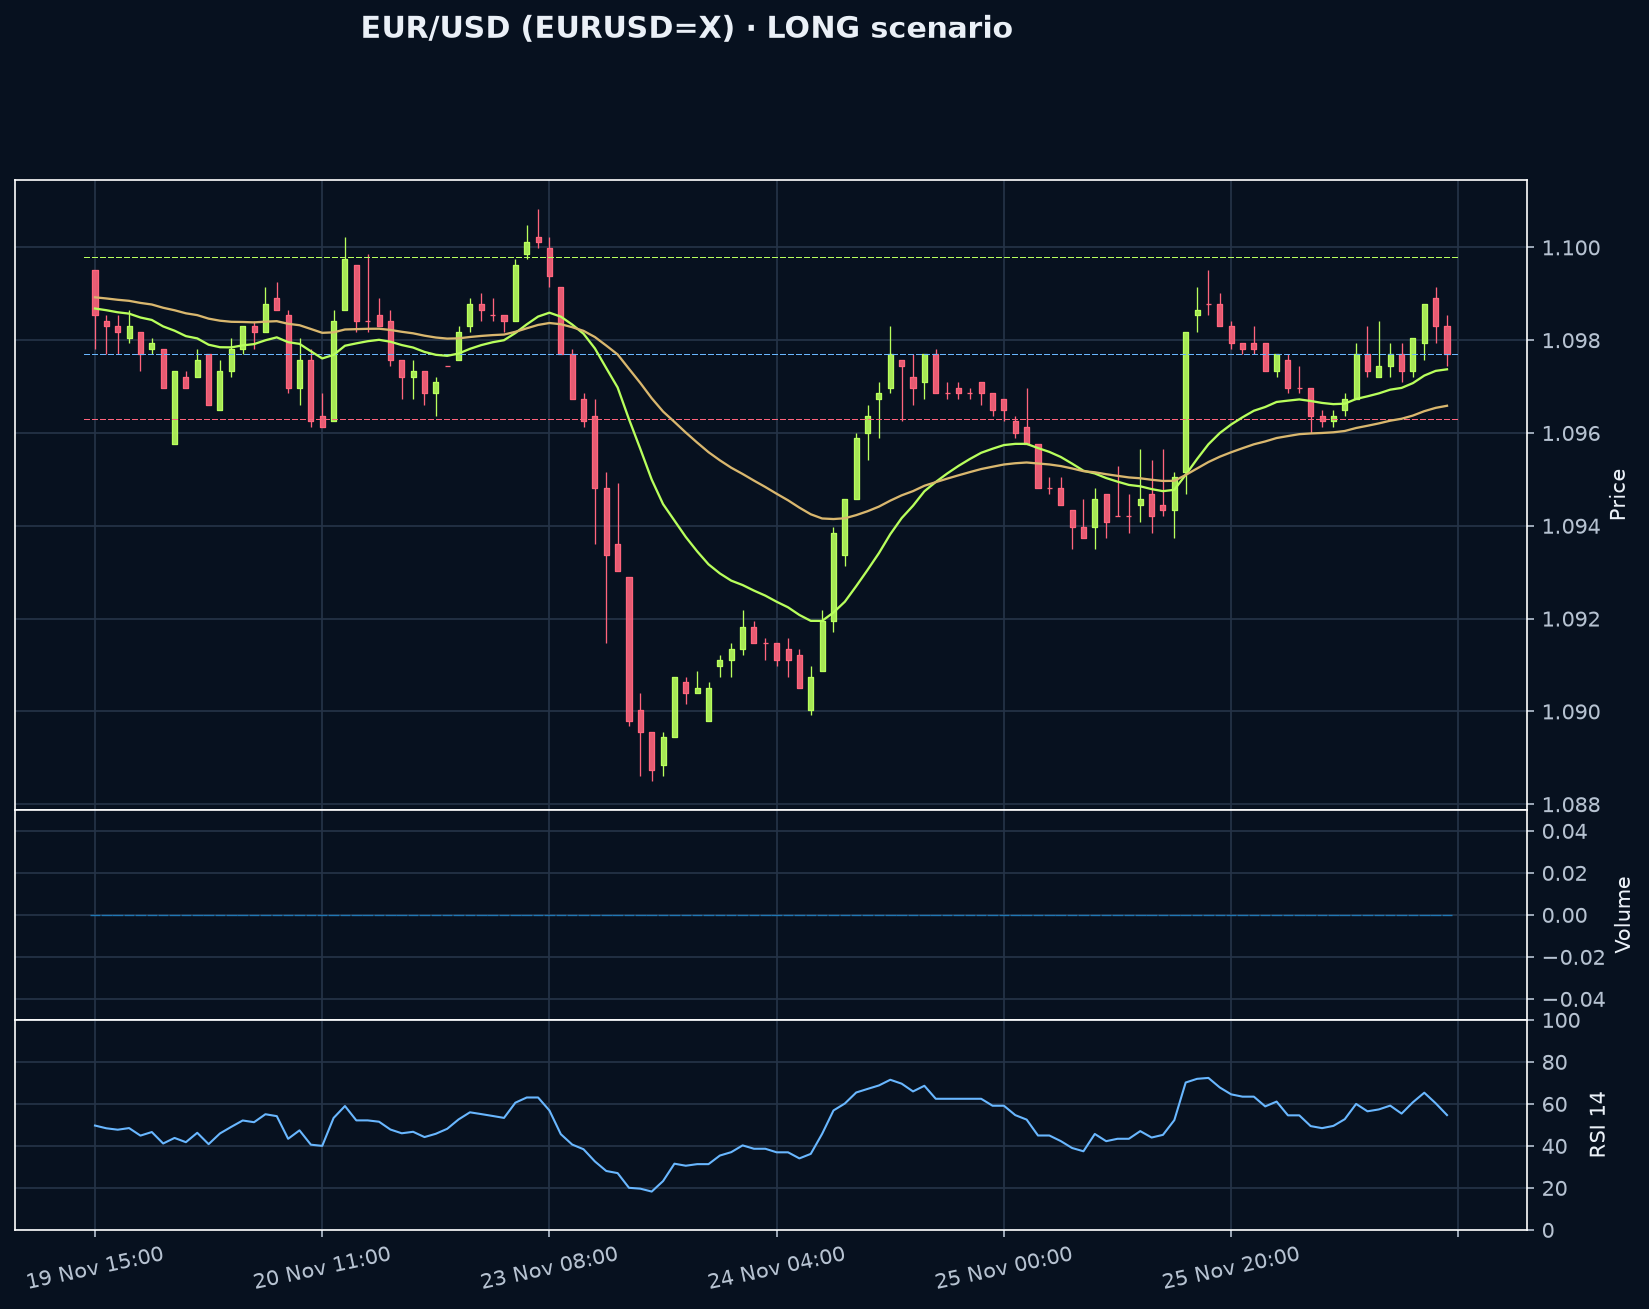 EUR/USD (EURUSD=X) · LONG scenario
1.100
1.098
1.096
1.094
1.092
1.090
1.088
Price
0.04
0.02
0.00
−0.02
−0.04
Volume
100
80
60
40
20
0
RSI 14
19 Nov 15:00
20 Nov 11:00
23 Nov 08:00
24 Nov 04:00
25 Nov 00:00
25 Nov 20:00